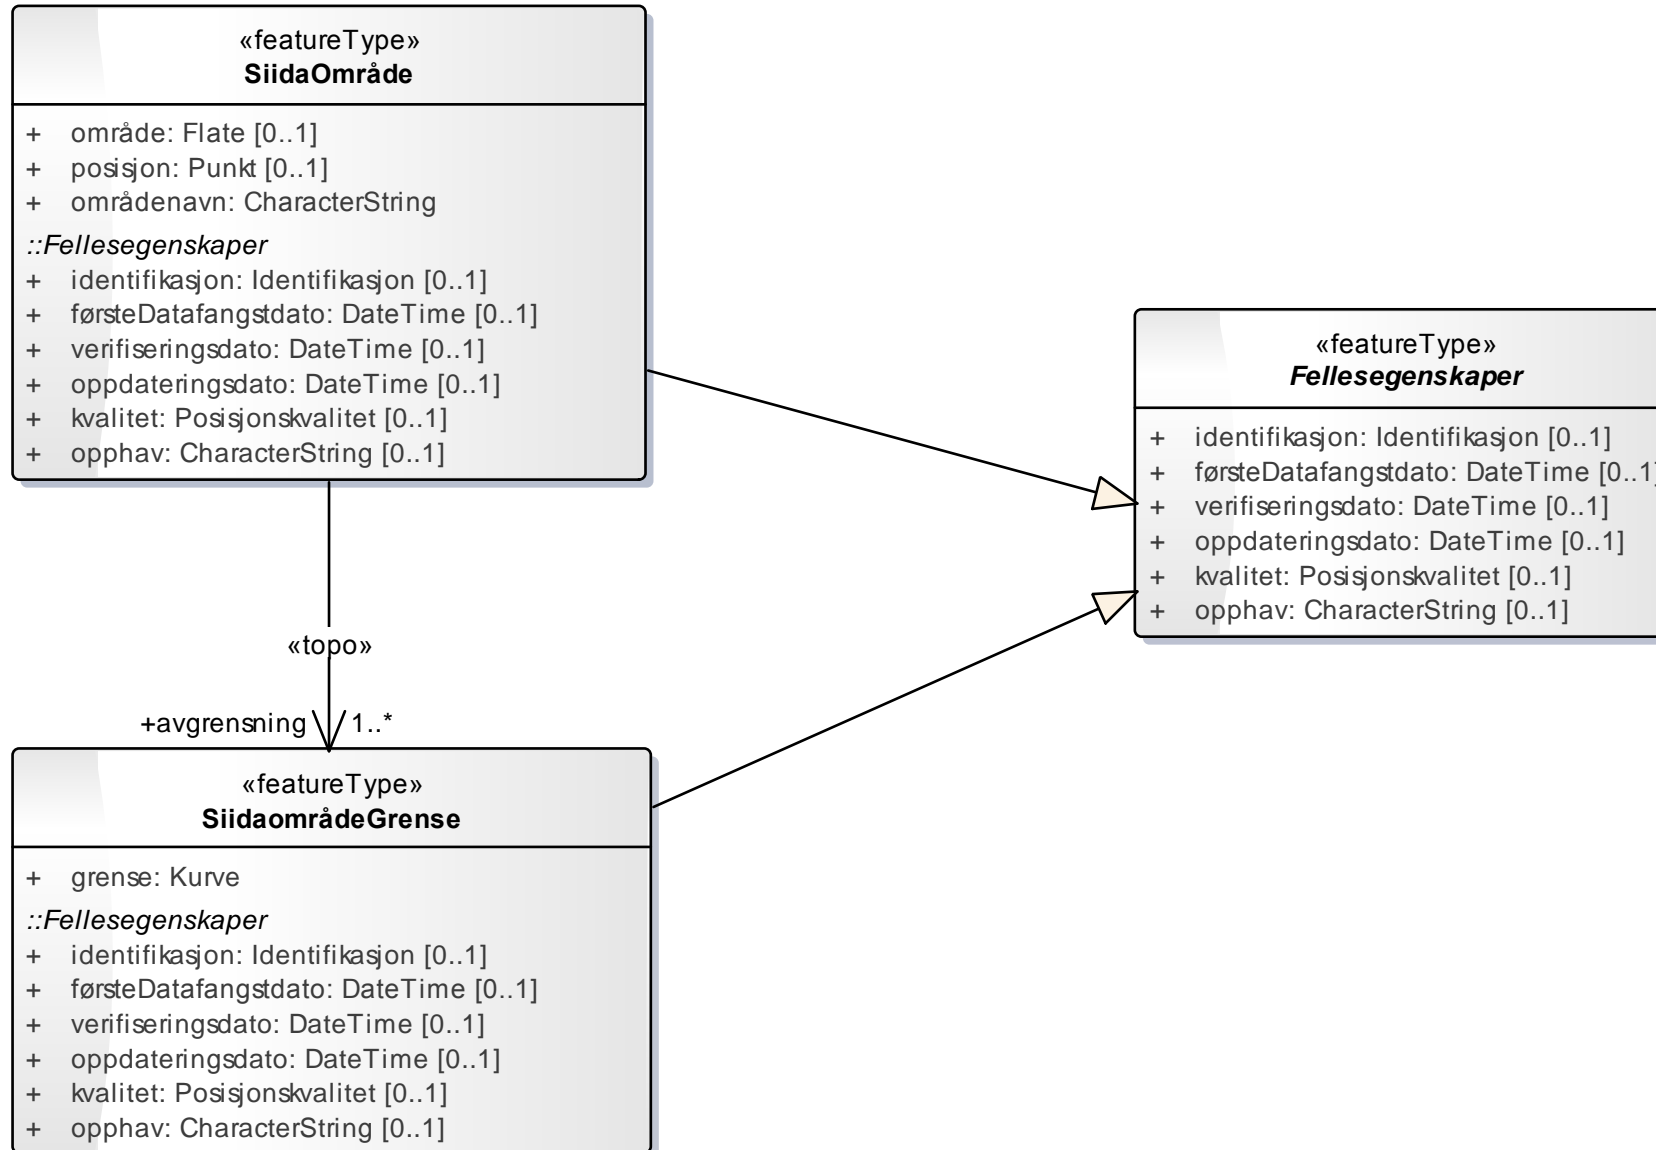 «featureType»
SiidaOmråde
+ område: Flate [0..1]
+ posisjon: Punkt [0..1]
+ områdenavn: CharacterString
::Fellesegenskaper
+ identifikasjon: Identifikasjon [0..1]
+ førsteDatafangstdato: DateTime [0..1]
+ verifiseringsdato: DateTime [0..1]
+ oppdateringsdato: DateTime [0..1]
+ kvalitet: Posisjonskvalitet [0..1]
+ opphav: CharacterString [0..1]
«featureType»
Fellesegenskaper
+ identifikasjon: Identifikasjon [0..1]
+ førsteDatafangstdato: DateTime [0..1]
+ verifiseringsdato: DateTime [0..1]
+ oppdateringsdato: DateTime [0..1]
+ kvalitet: Posisjonskvalitet [0..1]
+ opphav: CharacterString [0..1]
«topo»
+avgrensning 1..*
«featureType»
SiidaområdeGrense
+ grense: Kurve
::Fellesegenskaper
+ identifikasjon: Identifikasjon [0..1]
+ førsteDatafangstdato: DateTime [0..1]
+ verifiseringsdato: DateTime [0..1]
+ oppdateringsdato: DateTime [0..1]
+ kvalitet: Posisjonskvalitet [0..1]
+ opphav: CharacterString [0..1]